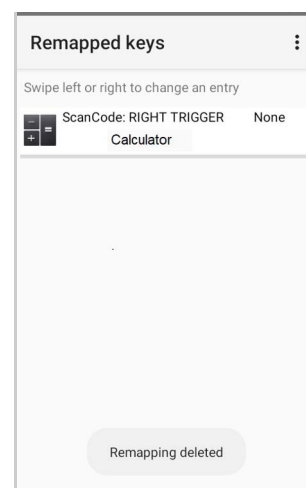 Remapped keys
Swipe left or right to change an entry
ScanCode: RIGHT TRIGGER None
Calculator
Remapping deleted